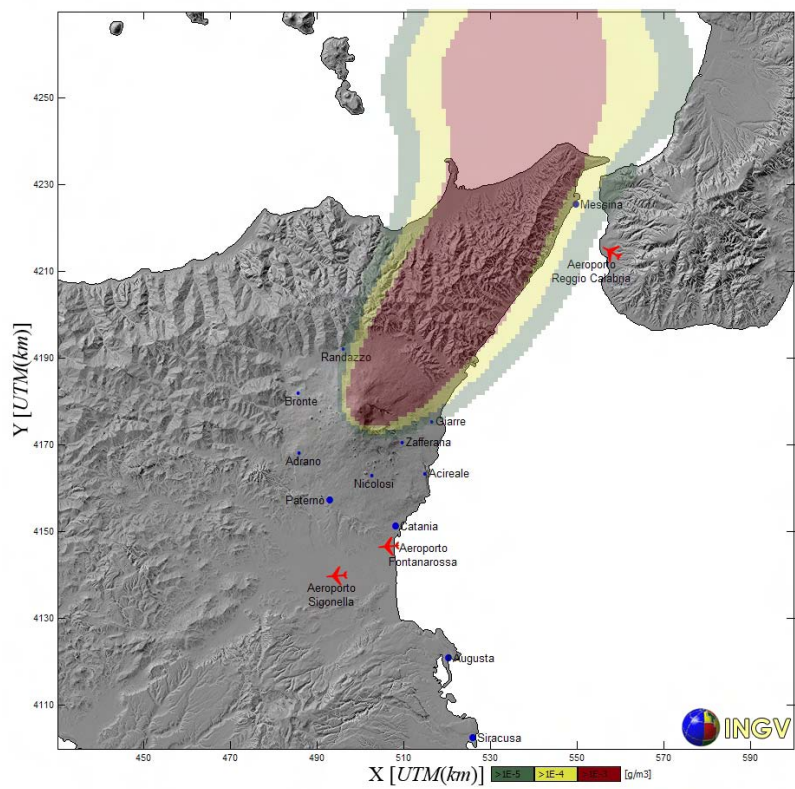 4250
4230
Messina
4210
Aeroporto
Reggio Calabria
4190
Randazzo
Y [UTM(km)]
Bronte
Giarre
4170
Zafferana
Adrano
Acireale
Nicolosi
Paternò
Catania
4150
Aeroporto
Fontanarossa
Aeroporto
Sigonella
4130
Augusta
4110
Siracusa
INGV
450 470 490 510 530 550 570 590
X [UTM(km)]
>1E-5 >1E-4 [g/m3]